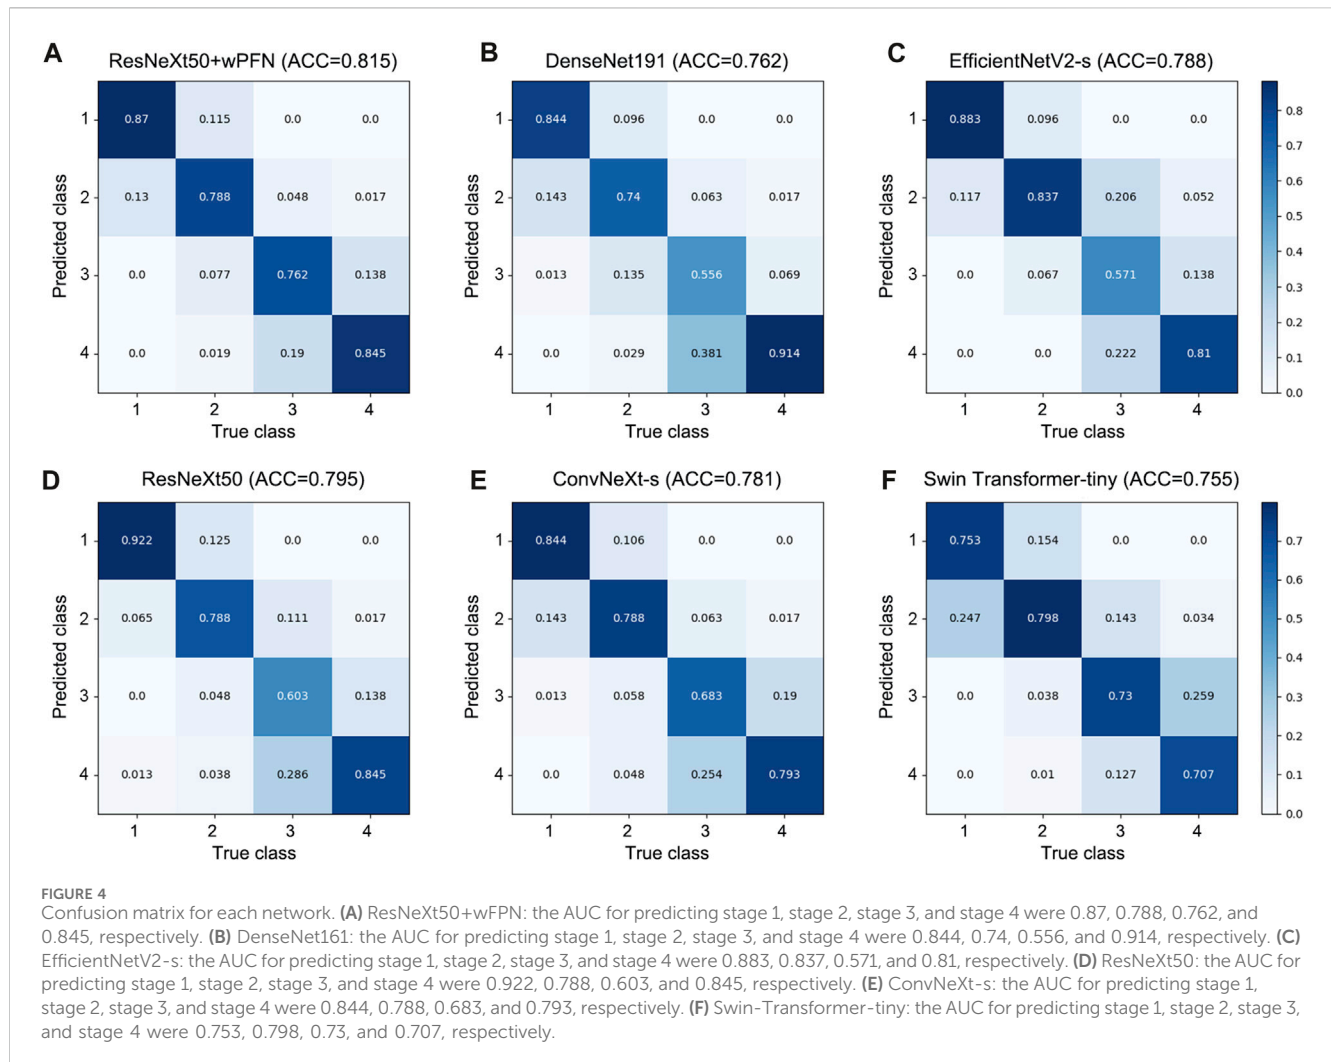 A
ResNeXt50+wPFN (ACC=0.815)
Predicted class
1 0.87 0.115 0.0 0.0
2 0.13 0.788 0.048 0.017
3 0.0 0.077 0.762 0.138
4 0.0 0.019 0.19 0.845
1 2 3 4
True class
B
DenseNet191 (ACC=0.762)
Predicted class
1 0.844 0.096 0.0 0.0
2 0.143 0.74 0.063 0.017
3 0.013 0.135 0.556 0.069
4 0.0 0.029 0.381 0.914
1 2 3 4
True class
C
EfficientNetV2-s (ACC=0.788)
Predicted class
1 0.883 0.096 0.0 0.0
2 0.117 0.837 0.206 0.052
3 0.0 0.067 0.571 0.138
4 0.0 0.0 0.222 0.81
1 2 3 4
True class
0.8
0.7
0.6
0.5
0.4
0.3
0.2
0.1
0.0
D
ResNeXt50 (ACC=0.795)
Predicted class
1 0.922 0.125 0.0 0.0
2 0.065 0.788 0.111 0.017
3 0.0 0.048 0.603 0.138
4 0.013 0.038 0.286 0.845
1 2 3 4
True class
E
ConvNeXt-s (ACC=0.781)
Predicted class
1 0.844 0.106 0.0 0.0
2 0.143 0.788 0.063 0.017
3 0.013 0.058 0.683 0.19
4 0.0 0.048 0.254 0.793
1 2 3 4
True class
F
Swin Transformer-tiny (ACC=0.755)
Predicted class
1 0.753 0.154 0.0 0.0
2 0.247 0.798 0.143 0.034
3 0.0 0.038 0.73 0.259
4 0.0 0.01 0.127 0.707
1 2 3 4
True class
0.7
0.6
0.5
0.4
0.3
0.2
0.1
0.0
FIGURE 4
Confusion matrix for each network. (A) ResNeXt50+wFPN: the AUC for predicting stage 1, stage 2, stage 3, and stage 4 were 0.87, 0.788, 0.762, and
0.845, respectively. (B) DenseNet161: the AUC for predicting stage 1, stage 2, stage 3, and stage 4 were 0.844, 0.74, 0.556, and 0.914, respectively. (C)
EfficientNetV2-s: the AUC for predicting stage 1, stage 2, stage 3, and stage 4 were 0.883, 0.837, 0.571, and 0.81, respectively. (D) ResNeXt50: the AUC for
predicting stage 1, stage 2, stage 3, and stage 4 were 0.922, 0.788, 0.603, and 0.845, respectively. (E) ConvNeXt-s: the AUC for predicting stage 1,
stage 2, stage 3, and stage 4 were 0.844, 0.788, 0.683, and 0.793, respectively. (F) Swin-Transformer-tiny: the AUC for predicting stage 1, stage 2, stage 3,
and stage 4 were 0.753, 0.798, 0.73, and 0.707, respectively.